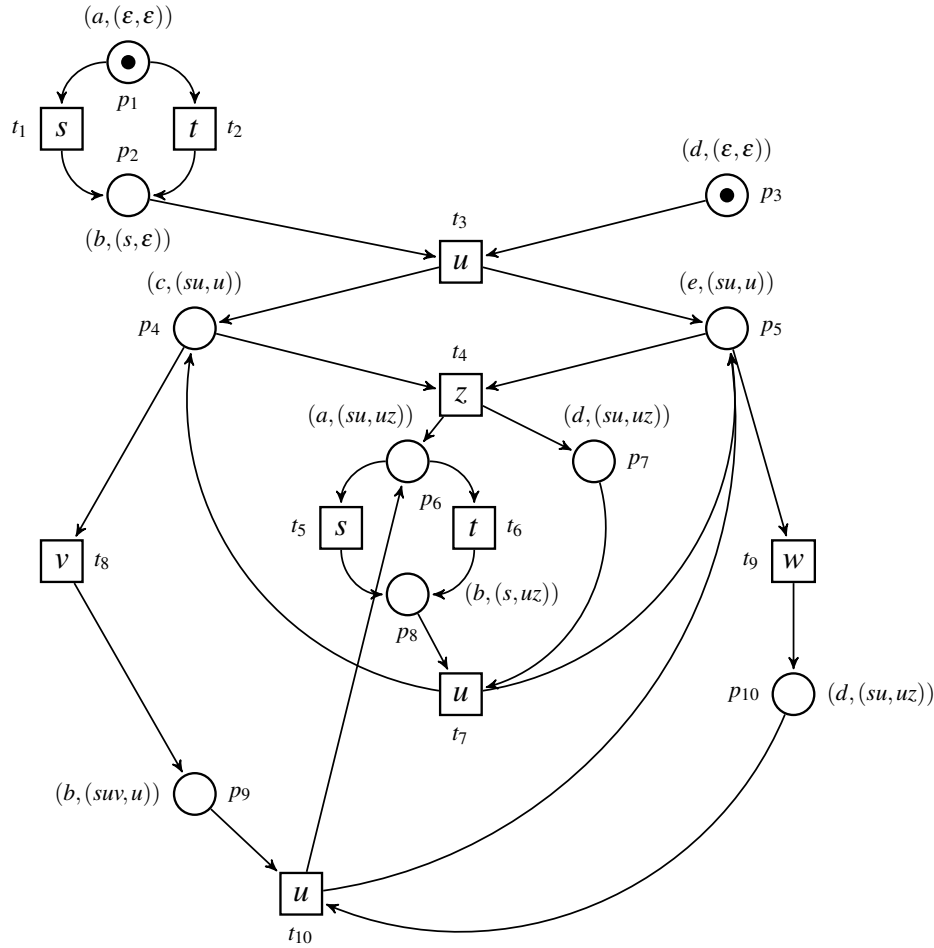 (a,(ε,ε))
p1
t1 s t t2
p2
(d,(ε,ε))
p3
(b,(s,ε))
t3
u
(c,(su,u))
(e,(su,u))
p4
p5
t4
z
(a,(su,uz))
(d,(su,uz))
p7
p6
t5 s t t6
v t8
t9 w
(b,(s,uz))
p8
u
t7
p10 (d,(su,uz))
(b,(suv,u)) p9
u
t10